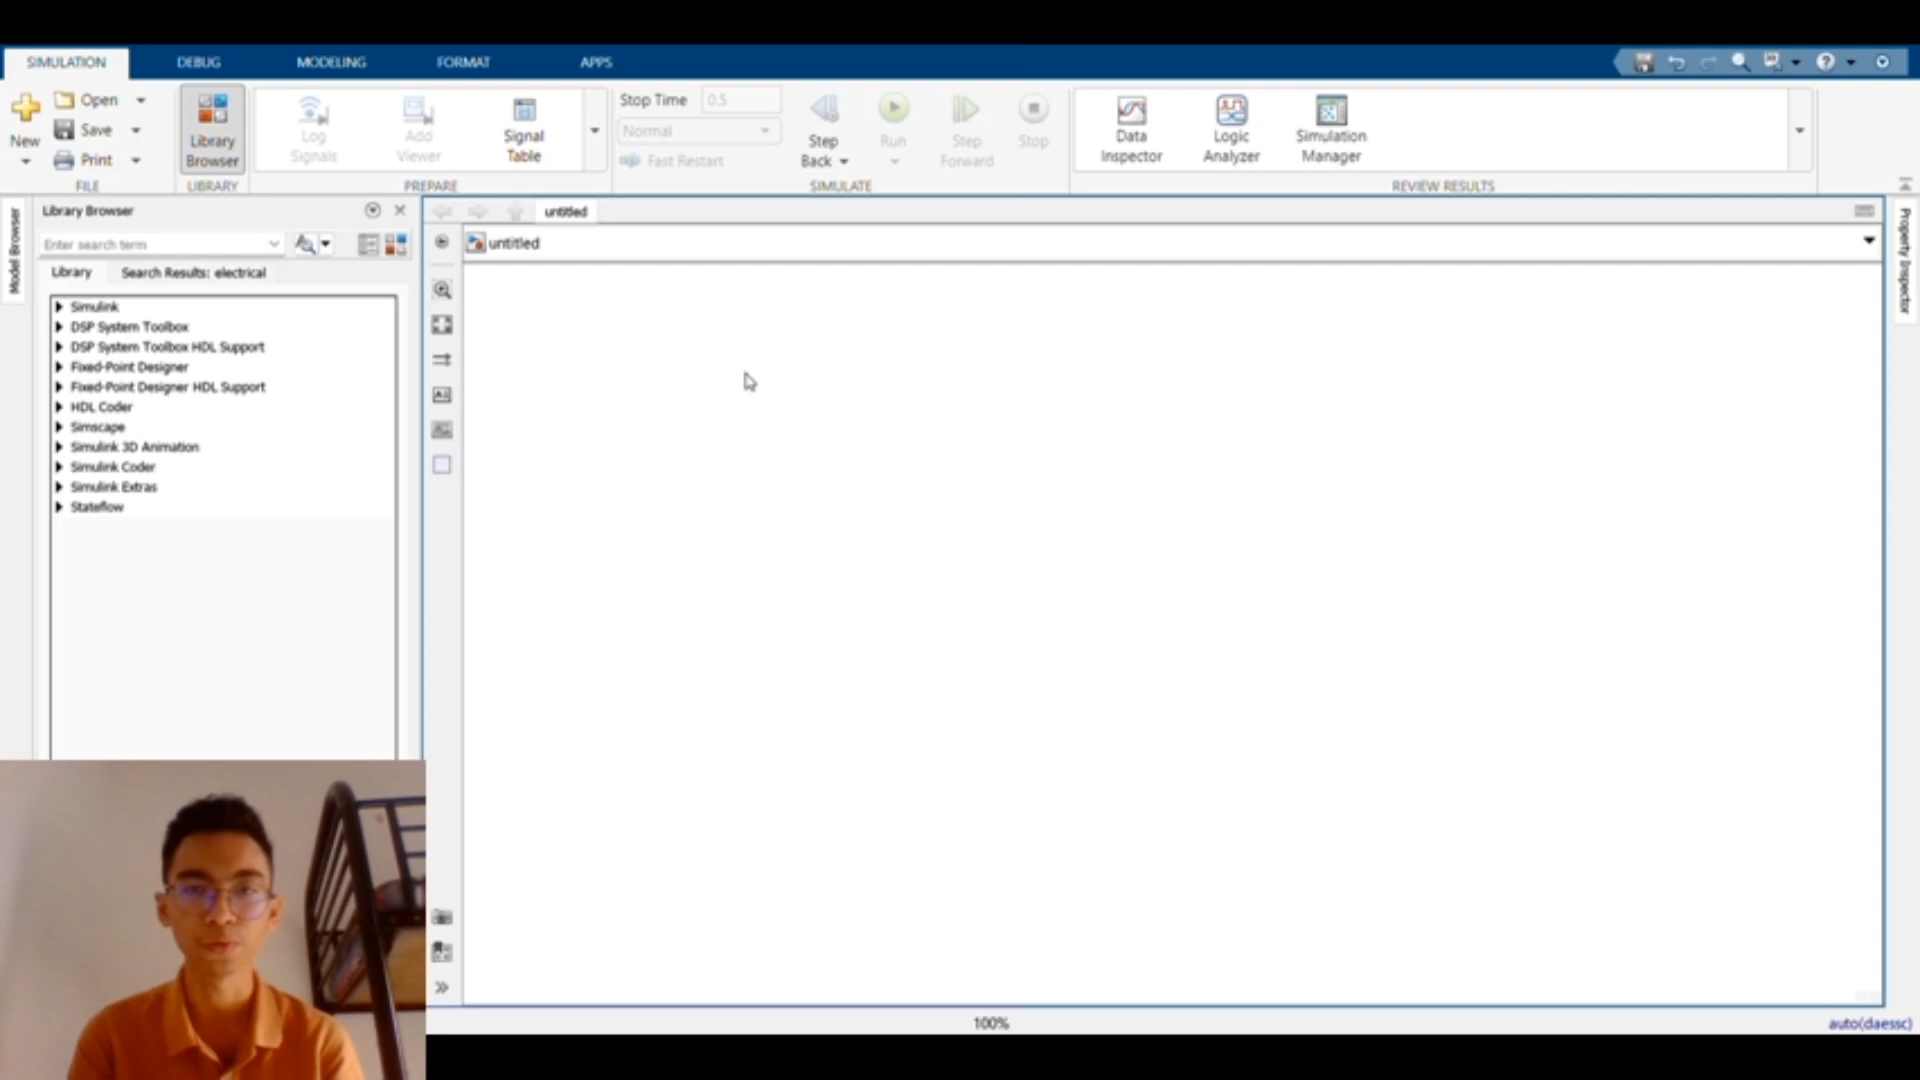 SIMULATION DEBUG MODELING FORMAT APPS
New
Open
Save
Print
FILE
Library Browser
LIBRARY
Log Signals
Add Viewer
Signal Table
PREPARE
Stop Time 0.5
Normal
Fast Restart
Step Back
Run
Step Forward
Stop
SIMULATE
Data Inspector
Logic Analyzer
Simulation Manager
REVIEW RESULTS
Model Browser
Library Browser
Enter search term
Library Search Results: electrical
Simulink
DSP System Toolbox
DSP System Toolbox HDL Support
Fixed-Point Designer
Fixed-Point Designer HDL Support
HDL Coder
Simscape
Simulink 3D Animation
Simulink Coder
Simulink Extras
Stateflow
untitled
untitled
Property Inspector
100%
auto(daessc)